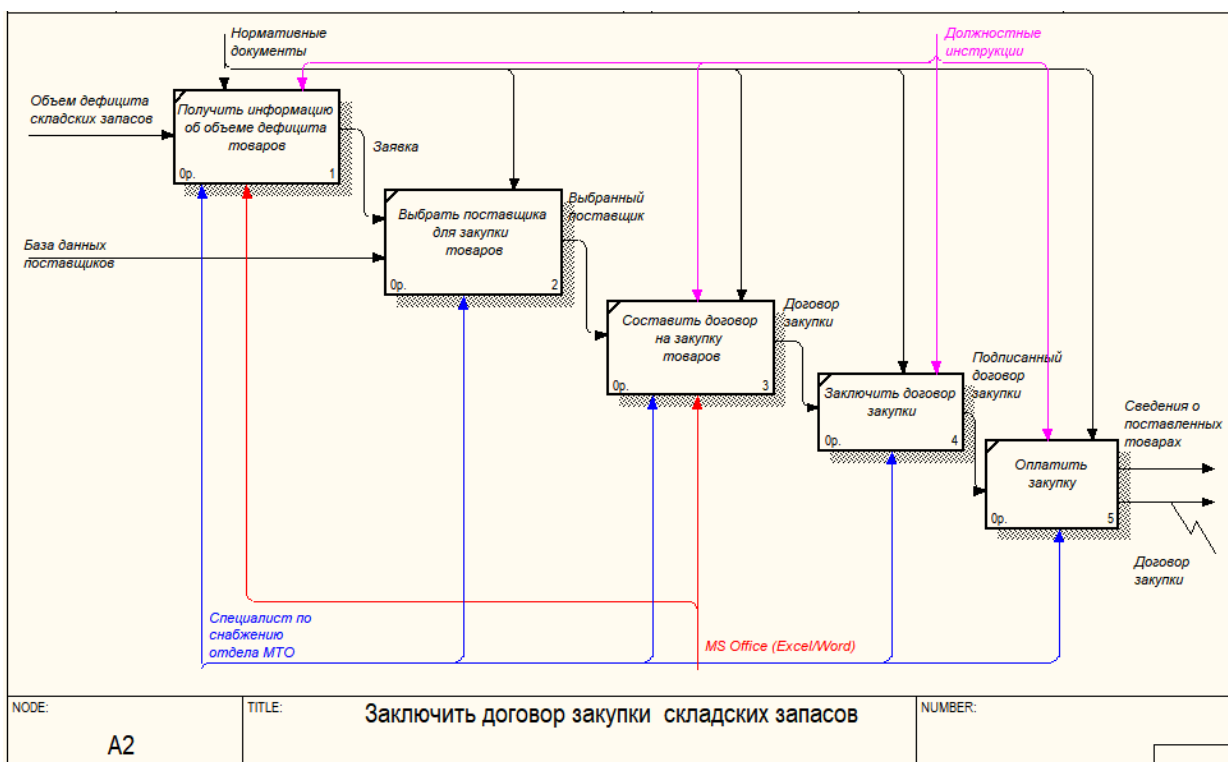 Нормативные
документы
Должностные
инструкции
Объем дефицита
складских запасов
Получить информацию
об объеме дефицита
товаров
0р. 1
Заявка
База данных
поставщиков
Выбрать поставщика
для закупки
товаров
0р. 2
Выбранный
поставщик
Составить договор
на закупку
товаров
0р. 3
Договор
закупки
Заключить договор
закупки
0р. 4
Подписанный
договор
закупки
Оплатить
закупку
0р. 5
Сведения о
поставленных
товарах
Договор
закупки
Специалист по
снабжению
отдела МТО
MS Office (Excel/Word)
NODE:
A2
TITLE:
Заключить договор закупки складских запасов
NUMBER: